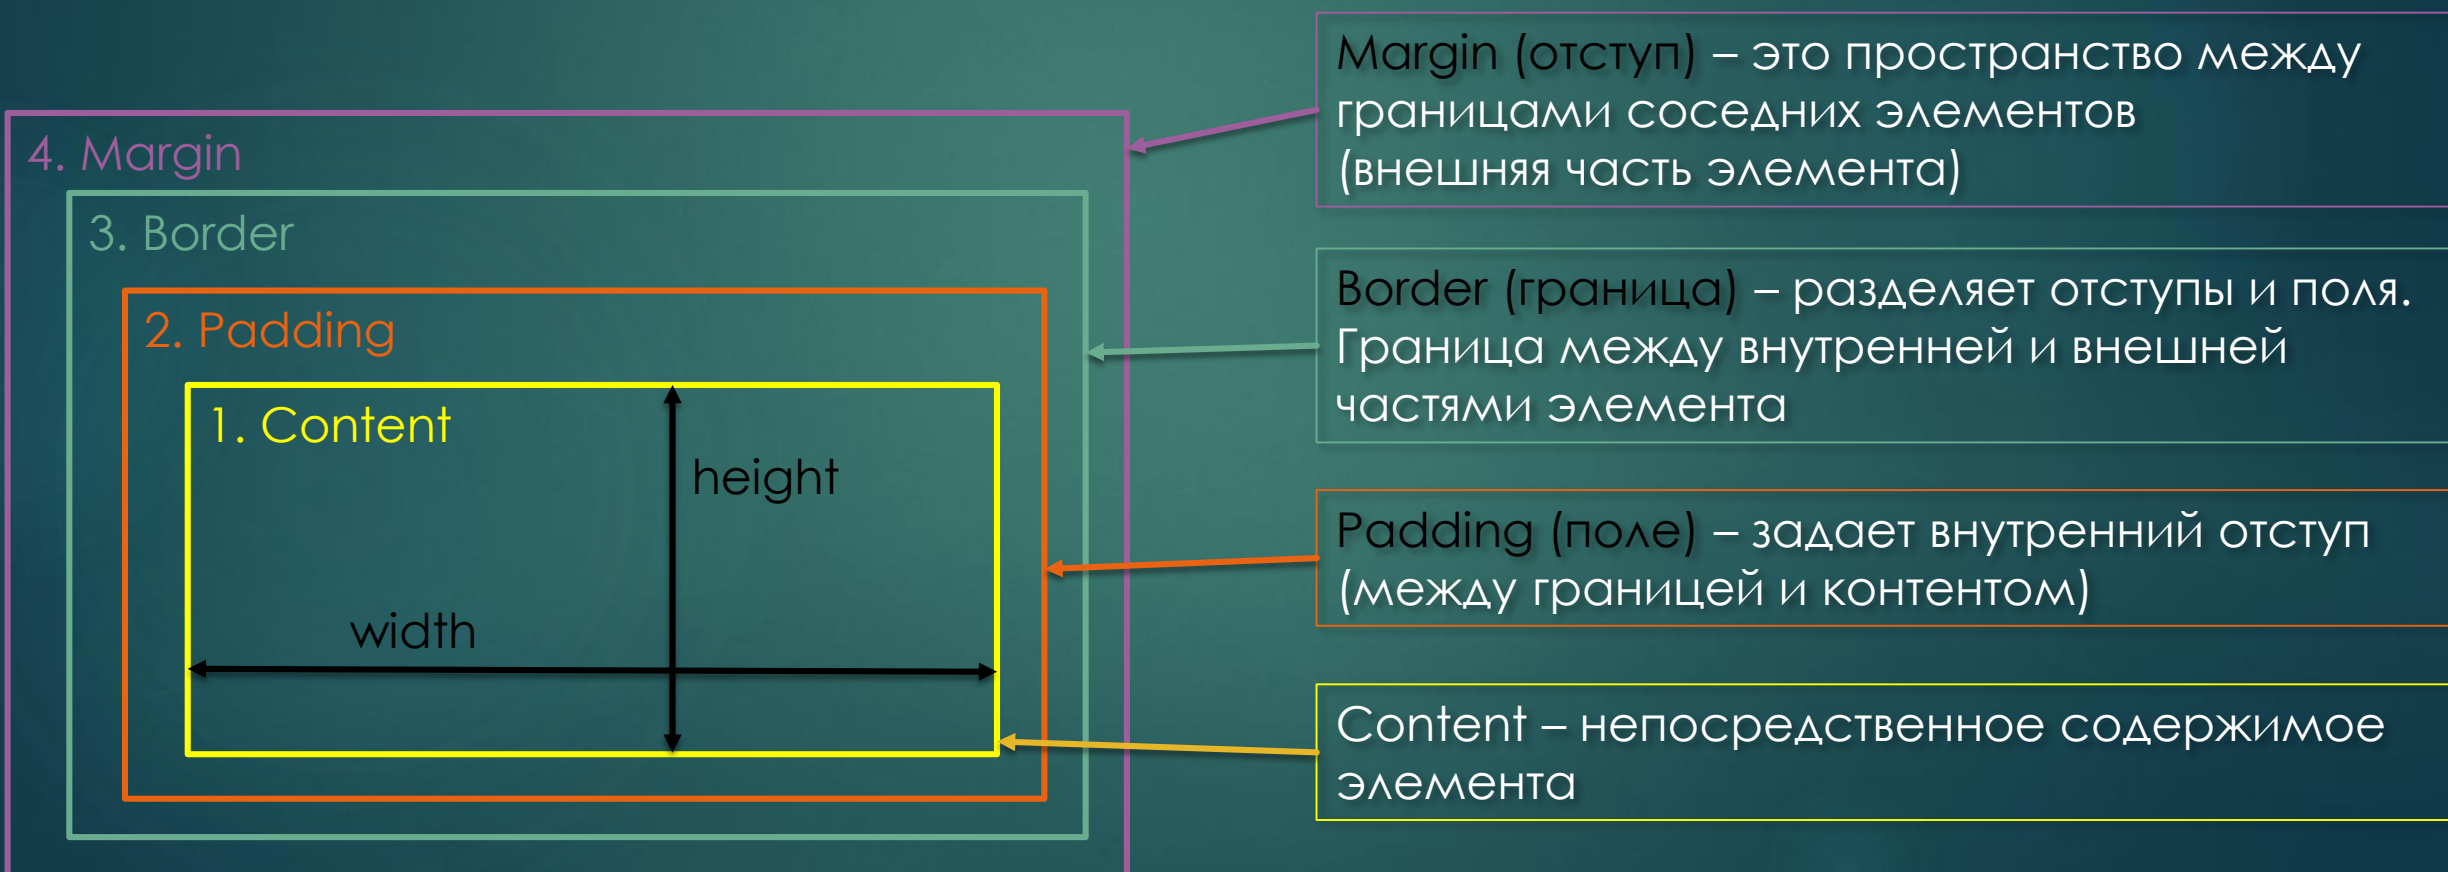 4. Margin
3. Border
2. Padding
1. Content
height
width
Margin (отступ) – это пространство между
границами соседних элементов
(внешняя часть элемента)
Border (граница) – разделяет отступы и поля.
Граница между внутренней и внешней
частями элемента
Padding (поле) – задает внутренний отступ
(между границей и контентом)
Content – непосредственное содержимое
элемента